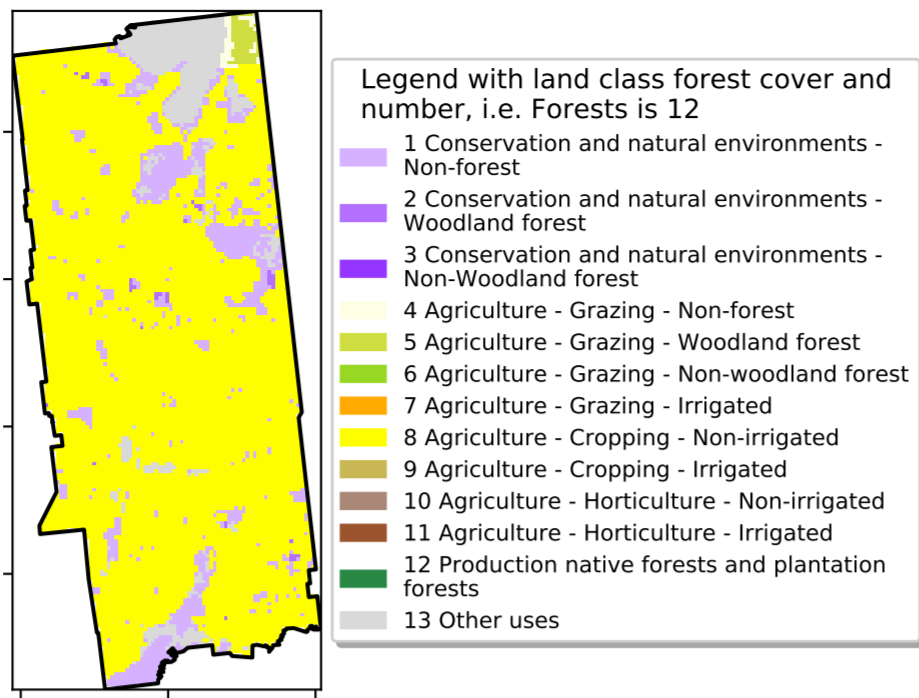 Legend with land class forest cover and
number, i.e. Forests is 12
1 Conservation and natural environments -
Non-forest
2 Conservation and natural environments -
Woodland forest
3 Conservation and natural environments -
Non-Woodland forest
4 Agriculture - Grazing - Non-forest
5 Agriculture - Grazing - Woodland forest
6 Agriculture - Grazing - Non-woodland forest
7 Agriculture - Grazing - Irrigated
8 Agriculture - Cropping - Non-irrigated
9 Agriculture - Cropping - Irrigated
10 Agriculture - Horticulture - Non-irrigated
11 Agriculture - Horticulture - Irrigated
12 Production native forests and plantation
forests
13 Other uses